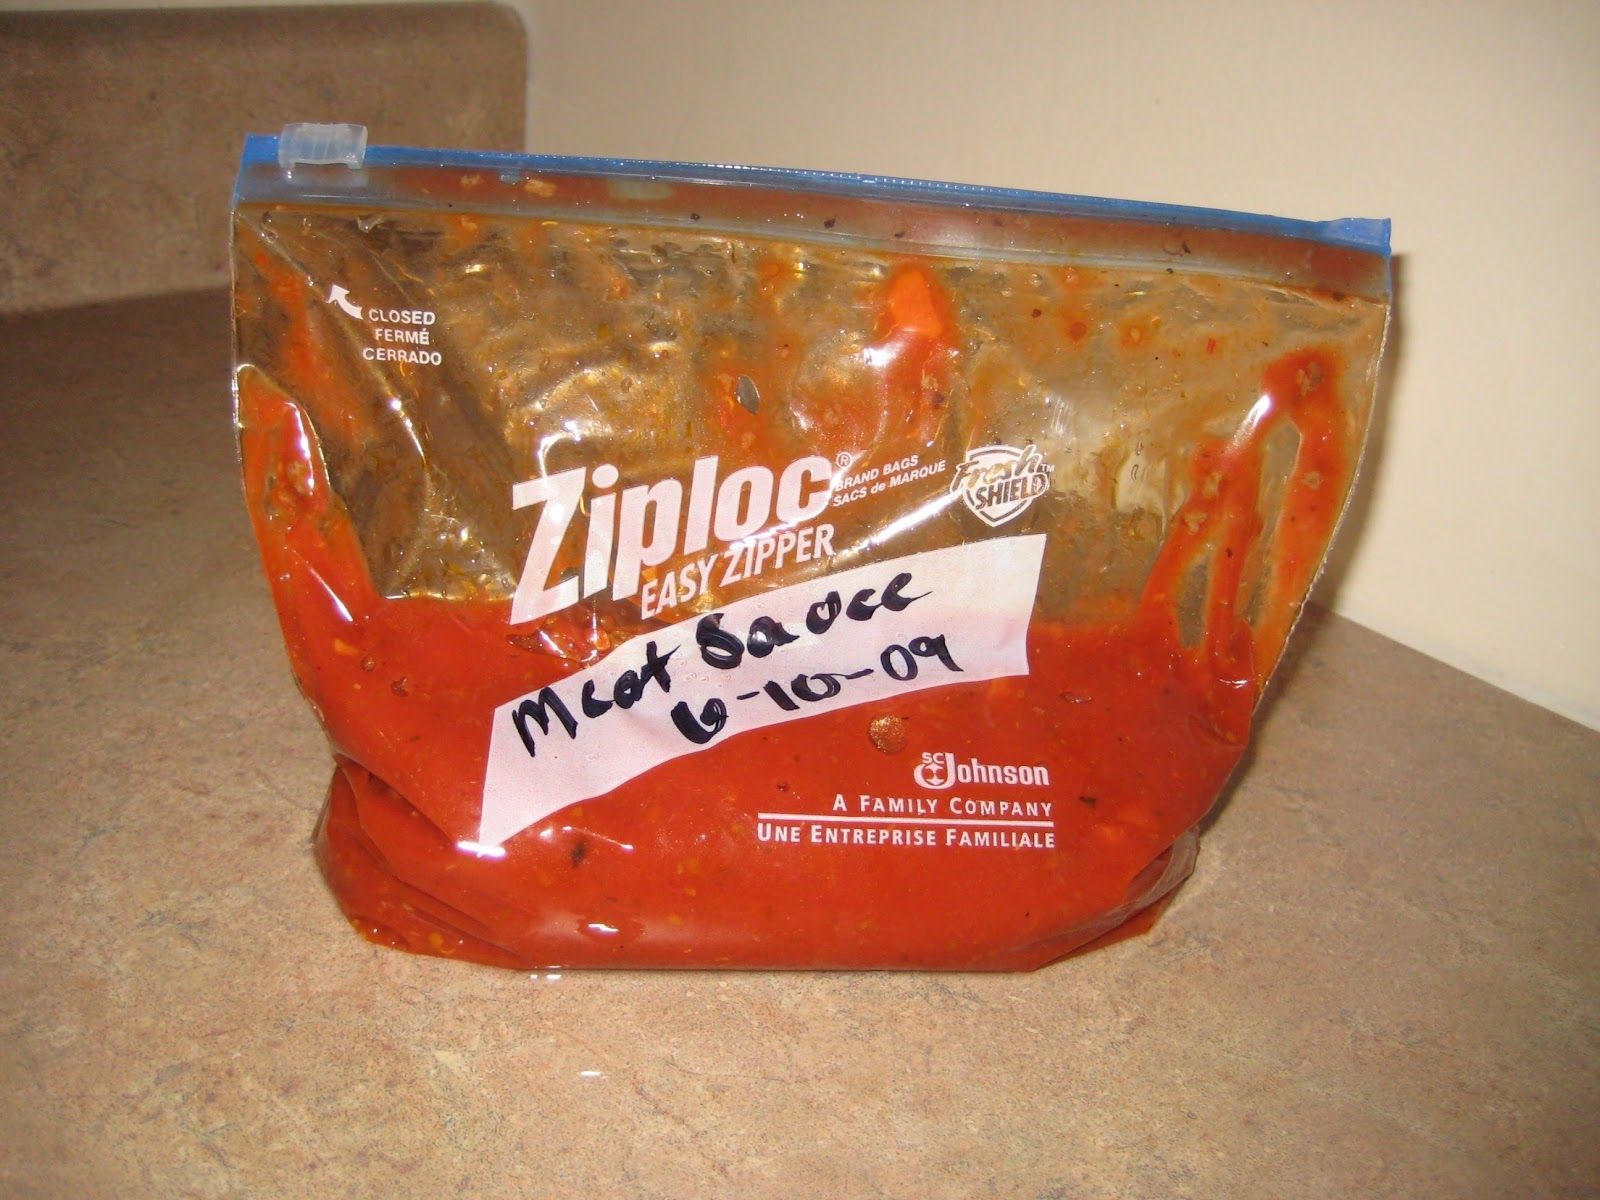 CLOSED
FERMÉ
CERRADO
Ziploc®
BRAND BAGS
SACS de MARQUE
EASY ZIPPER
Fresh
SHIELD™
Meat Sauce
6-10-09
SC Johnson
A FAMILY COMPANY
UNE ENTREPRISE FAMILIALE